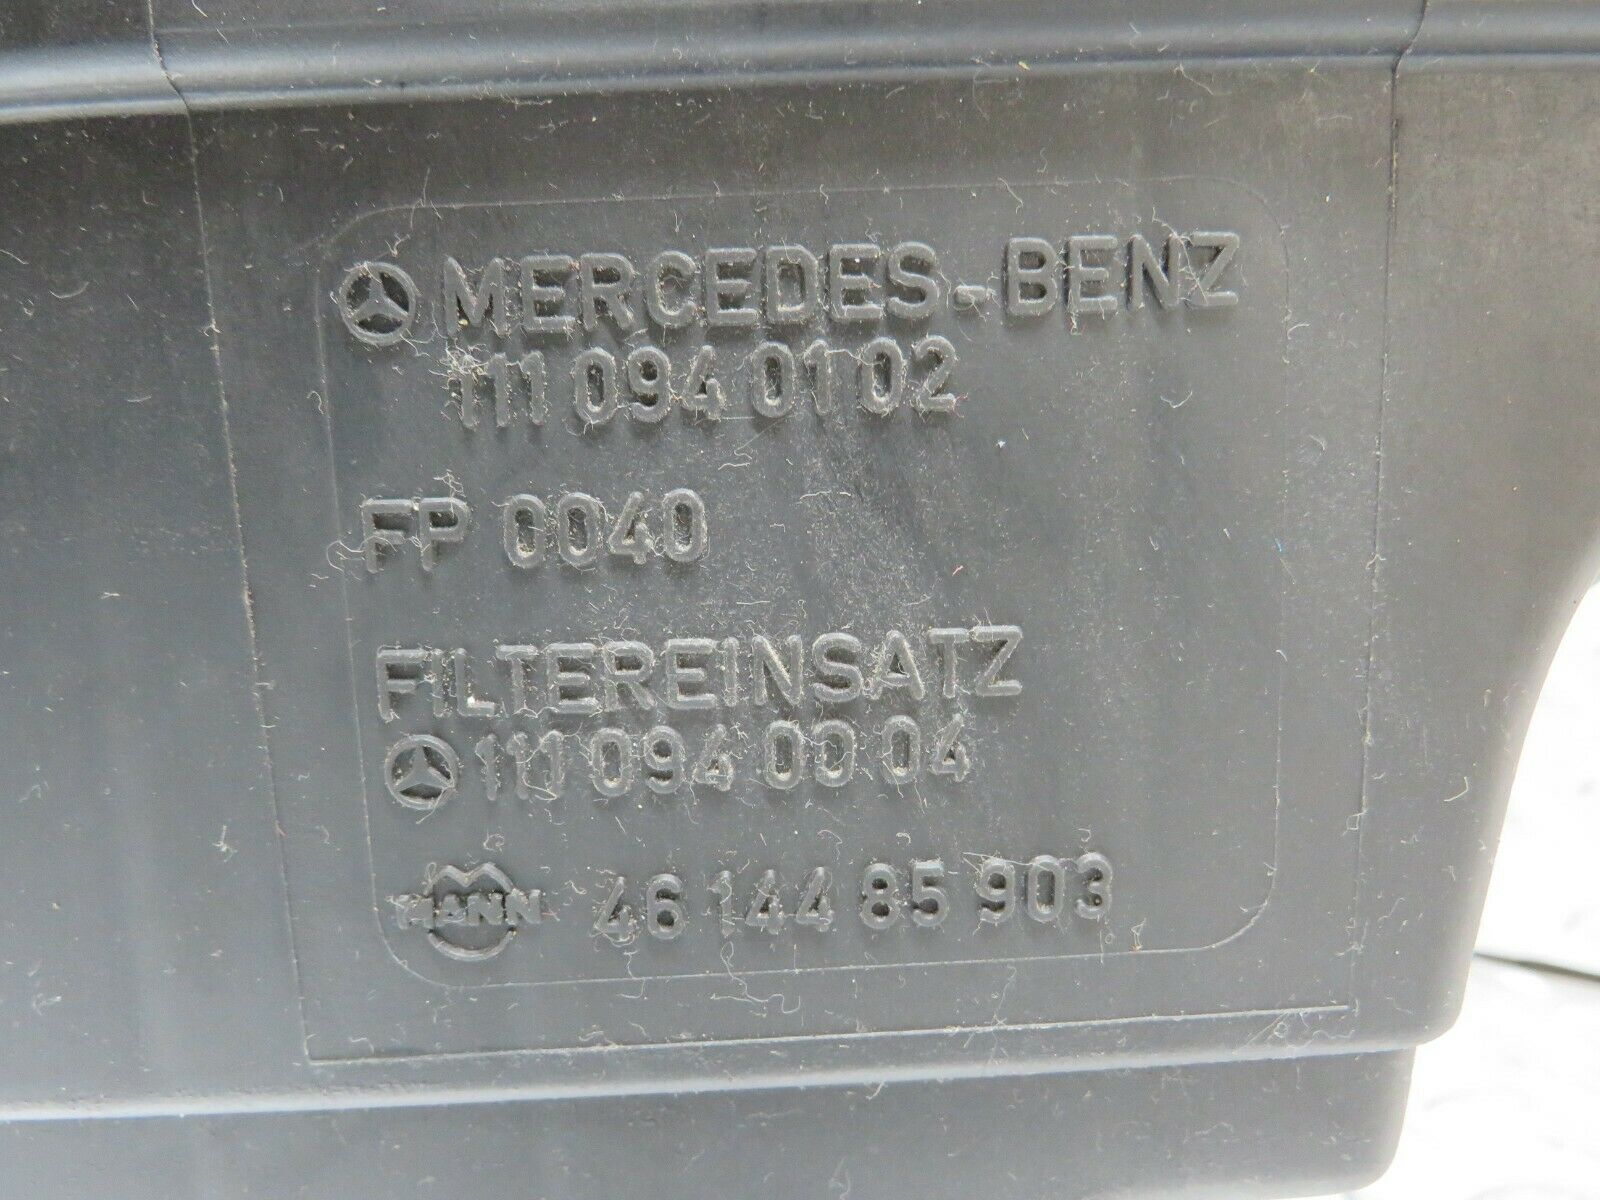 MERCEDES-BENZ
111 094 01 02
FP 0040
FILTEREINSATZ
111 094 00 04
MANN 46 144 85 903